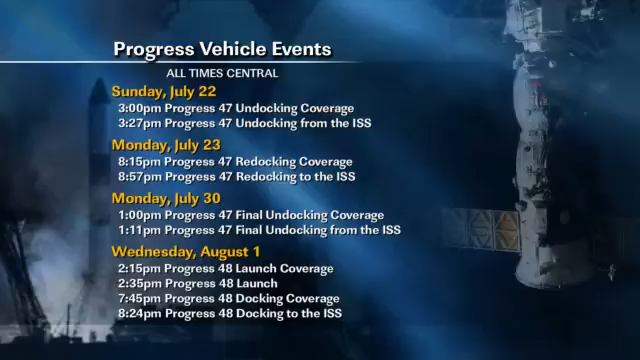 Progress Vehicle Events
ALL TIMES CENTRAL
Sunday, July 22
3:00pm Progress 47 Undocking Coverage
3:27pm Progress 47 Undocking from the ISS
Monday, July 23
8:15pm Progress 47 Redocking Coverage
8:57pm Progress 47 Redocking to the ISS
Monday, July 30
1:00pm Progress 47 Final Undocking Coverage
1:11pm Progress 47 Final Undocking from the ISS
Wednesday, August 1
2:15pm Progress 48 Launch Coverage
2:35pm Progress 48 Launch
7:45pm Progress 48 Docking Coverage
8:24pm Progress 48 Docking to the ISS